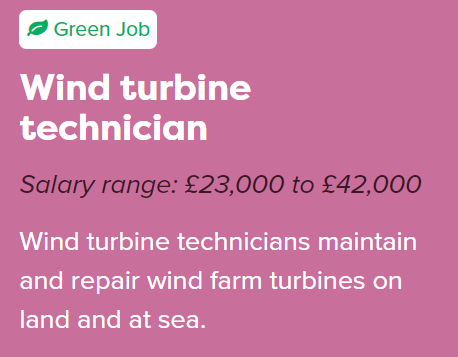 Green Job
Wind turbine
technician
Salary range: £23,000 to £42,000
Wind turbine technicians maintain
and repair wind farm turbines on
land and at sea.